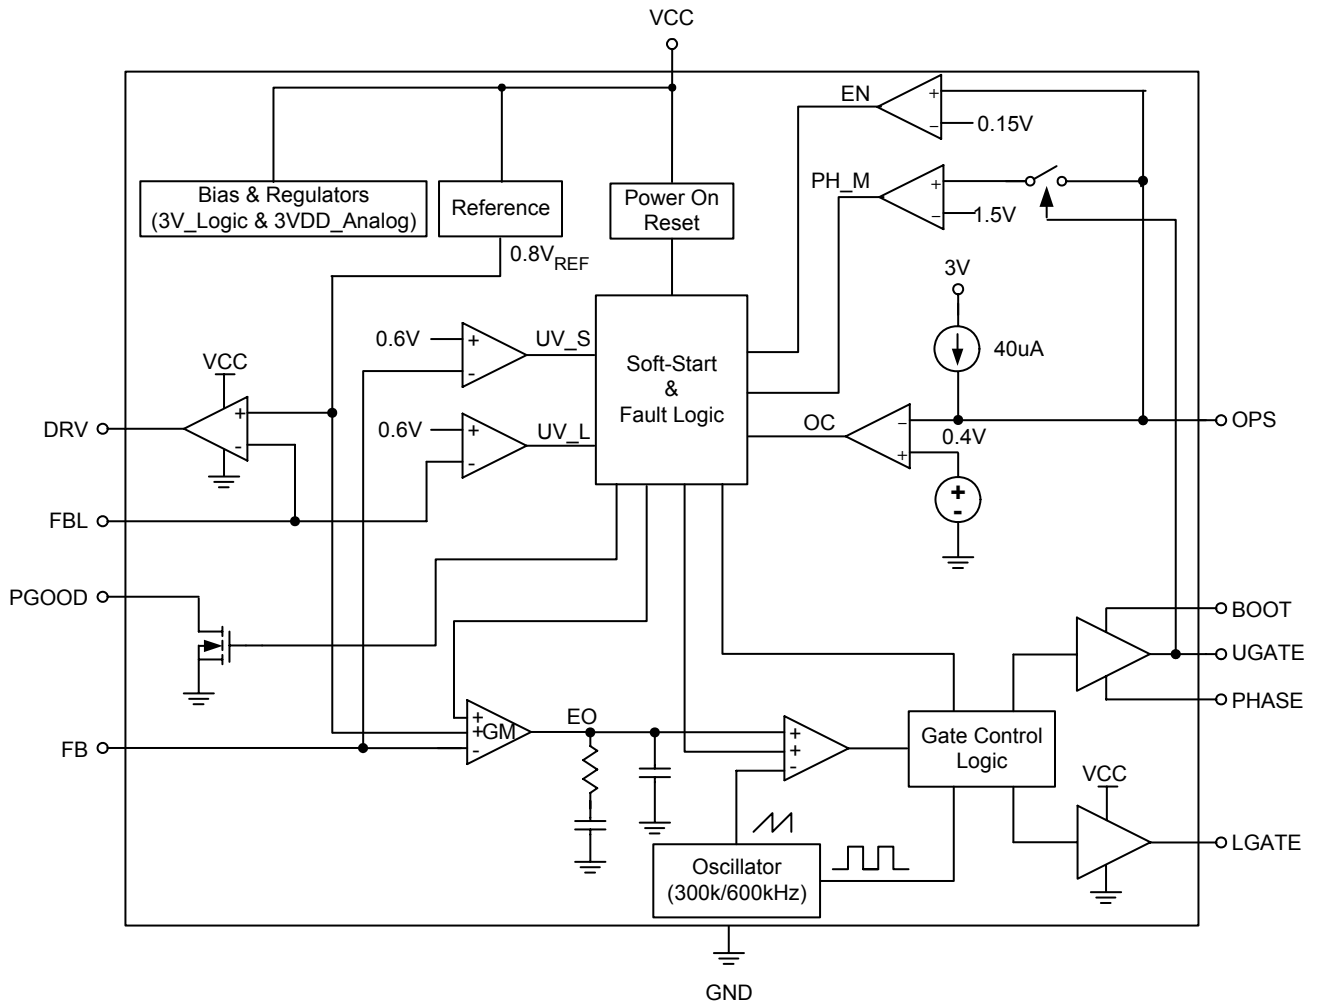 VCC
EN
+
−
0.15V
PH_M
+
−
1.5V
Bias & Regulators
(3V_Logic & 3VDD_Analog)
Reference
Power On
Reset
0.8VREF
3V
40uA
0.6V
+
-
UV_S
Soft-Start
&
Fault Logic
VCC
DRV
+
-
0.6V
+
-
UV_L
OC
−
+
0.4V
OPS
+
-
FBL
PGOOD
BOOT
UGATE
PHASE
FB
+
+
-
GM
EO
+
+
-
Gate Control
Logic
VCC
LGATE
Oscillator
(300k/600kHz)
GND